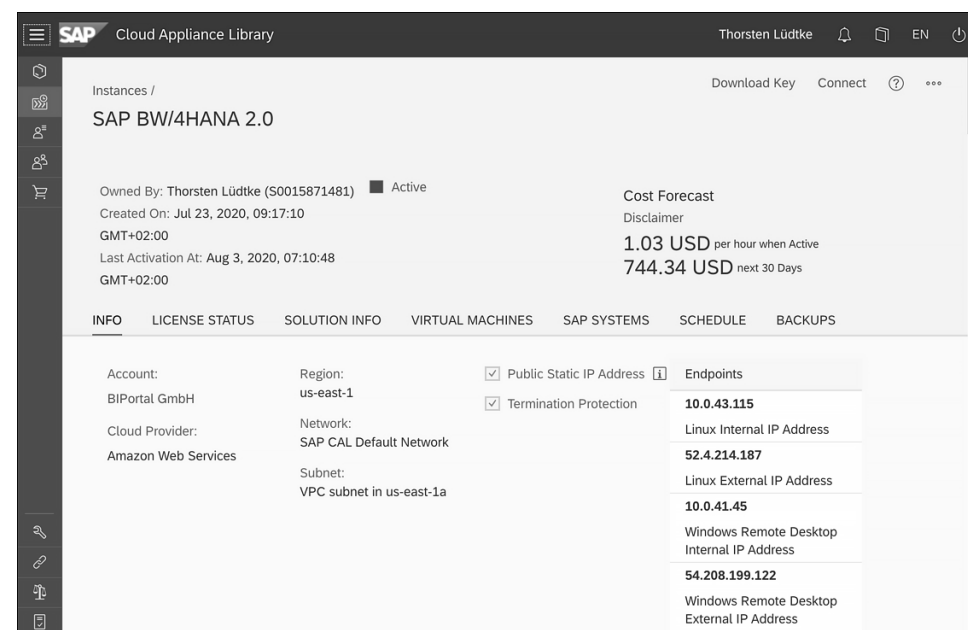 SAP Cloud Appliance Library
Thorsten Lüdtke EN
Download Key Connect
Instances /
SAP BW/4HANA 2.0
Owned By: Thorsten Lüdtke (S0015871481) Active
Created On: Jul 23, 2020, 09:17:10
GMT+02:00
Last Activation At: Aug 3, 2020, 07:10:48
GMT+02:00
Cost Forecast
Disclaimer
1.03 USD per hour when Active
744.34 USD next 30 Days
INFO LICENSE STATUS SOLUTION INFO VIRTUAL MACHINES SAP SYSTEMS SCHEDULE BACKUPS
Account:
BIPortal GmbH
Cloud Provider:
Amazon Web Services
Region:
us-east-1
Network:
SAP CAL Default Network
Subnet:
VPC subnet in us-east-1a
Public Static IP Address
Termination Protection
Endpoints
10.0.43.115
Linux Internal IP Address
52.4.214.187
Linux External IP Address
10.0.41.45
Windows Remote Desktop
Internal IP Address
54.208.199.122
Windows Remote Desktop
External IP Address